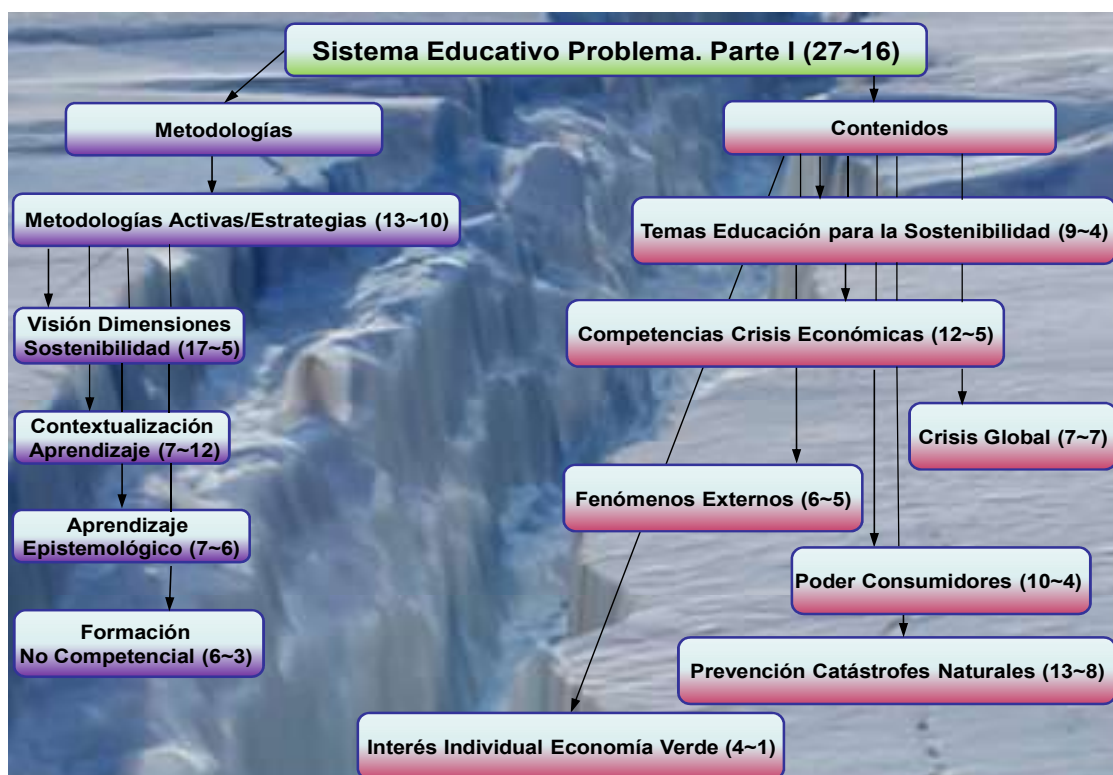 Sistema Educativo Problema. Parte I (27~16)
Metodologías
Contenidos
Metodologías Activas/Estrategias (13~10)
Temas Educación para la Sostenibilidad (9~4)
Visión Dimensiones
Sostenibilidad (17~5)
Competencias Crisis Económicas (12~5)
Contextualización
Aprendizaje (7~12)
Crisis Global (7~7)
Fenómenos Externos (6~5)
Aprendizaje
Epistemológico (7~6)
Poder Consumidores (10~4)
Formación
No Competencial (6~3)
Prevención Catástrofes Naturales (13~8)
Interés Individual Economía Verde (4~1)